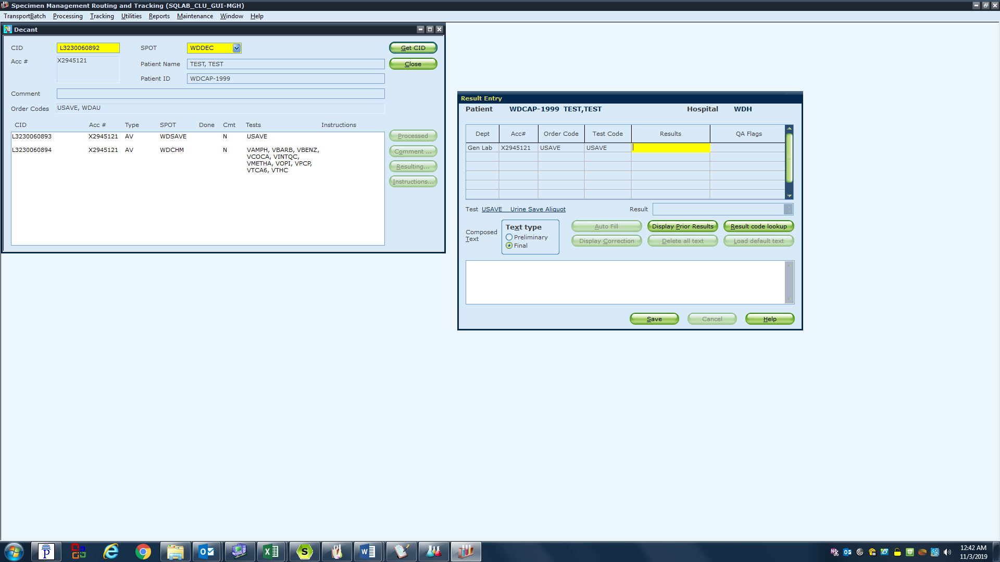 Specimen Management Routing and Tracking (SQLAB_CLU_GUI-MGH)
TransportBatch Processing Tracking Utilities Reports Maintenance Window Help
Decant
CID L3230060892 SPOT WDDEC Get CID
Acc # X2945121 Patient Name TEST, TEST Close
Patient ID WDCAP-1999
Comment
Order Codes USAVE, WDAU
CID Acc # Type SPOT Done Cmt Tests Instructions
L3230060893 X2945121 AV WDSAVE N USAVE
L3230060894 X2945121 AV WDCHM N VAMPH, VBARB, VBENZ,
VCOCA, VINTQC,
VMETHA, VOPI, VPCP,
VTCA6, VTHC
Processed
Comment ...
Resulting...
Instructions...
Result Entry
Patient WDCAP-1999 TEST,TEST Hospital WDH
Dept Acc# Order Code Test Code Results QA Flags
Gen Lab X2945121 USAVE USAVE
Test USAVE Urine Save Aliquot Result
Composed Text
Text type
Preliminary
Final
Auto Fill Display Prior Results Result code lookup
Display Correction Delete all text Load default text
Save Cancel Help
12:42 AM
11/3/2019